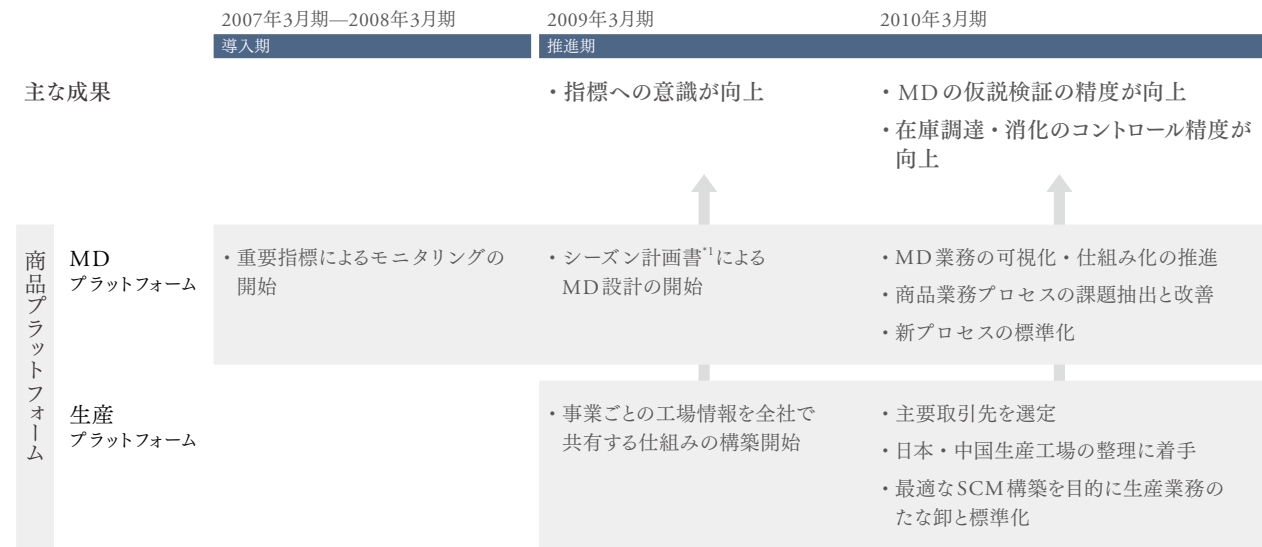 2007年3月期―2008年3月期
2009年3月期
2010年3月期
導入期
推進期
主な成果
・指標への意識が向上
・MDの仮説検証の精度が向上
・在庫調達・消化のコントロール精度が
向上
商品プラットフォーム
MD
プラットフォーム
・重要指標によるモニタリングの
開始
・シーズン計画書*1による
MD設計の開始
・MD業務の可視化・仕組み化の推進
・商品業務プロセスの課題抽出と改善
・新プロセスの標準化
生産
プラットフォーム
・事業ごとの工場情報を全社で
共有する仕組みの構築開始
・主要取引先を選定
・日本・中国生産工場の整理に着手
・最適なSCM構築を目的に生産業務の
たな卸と標準化